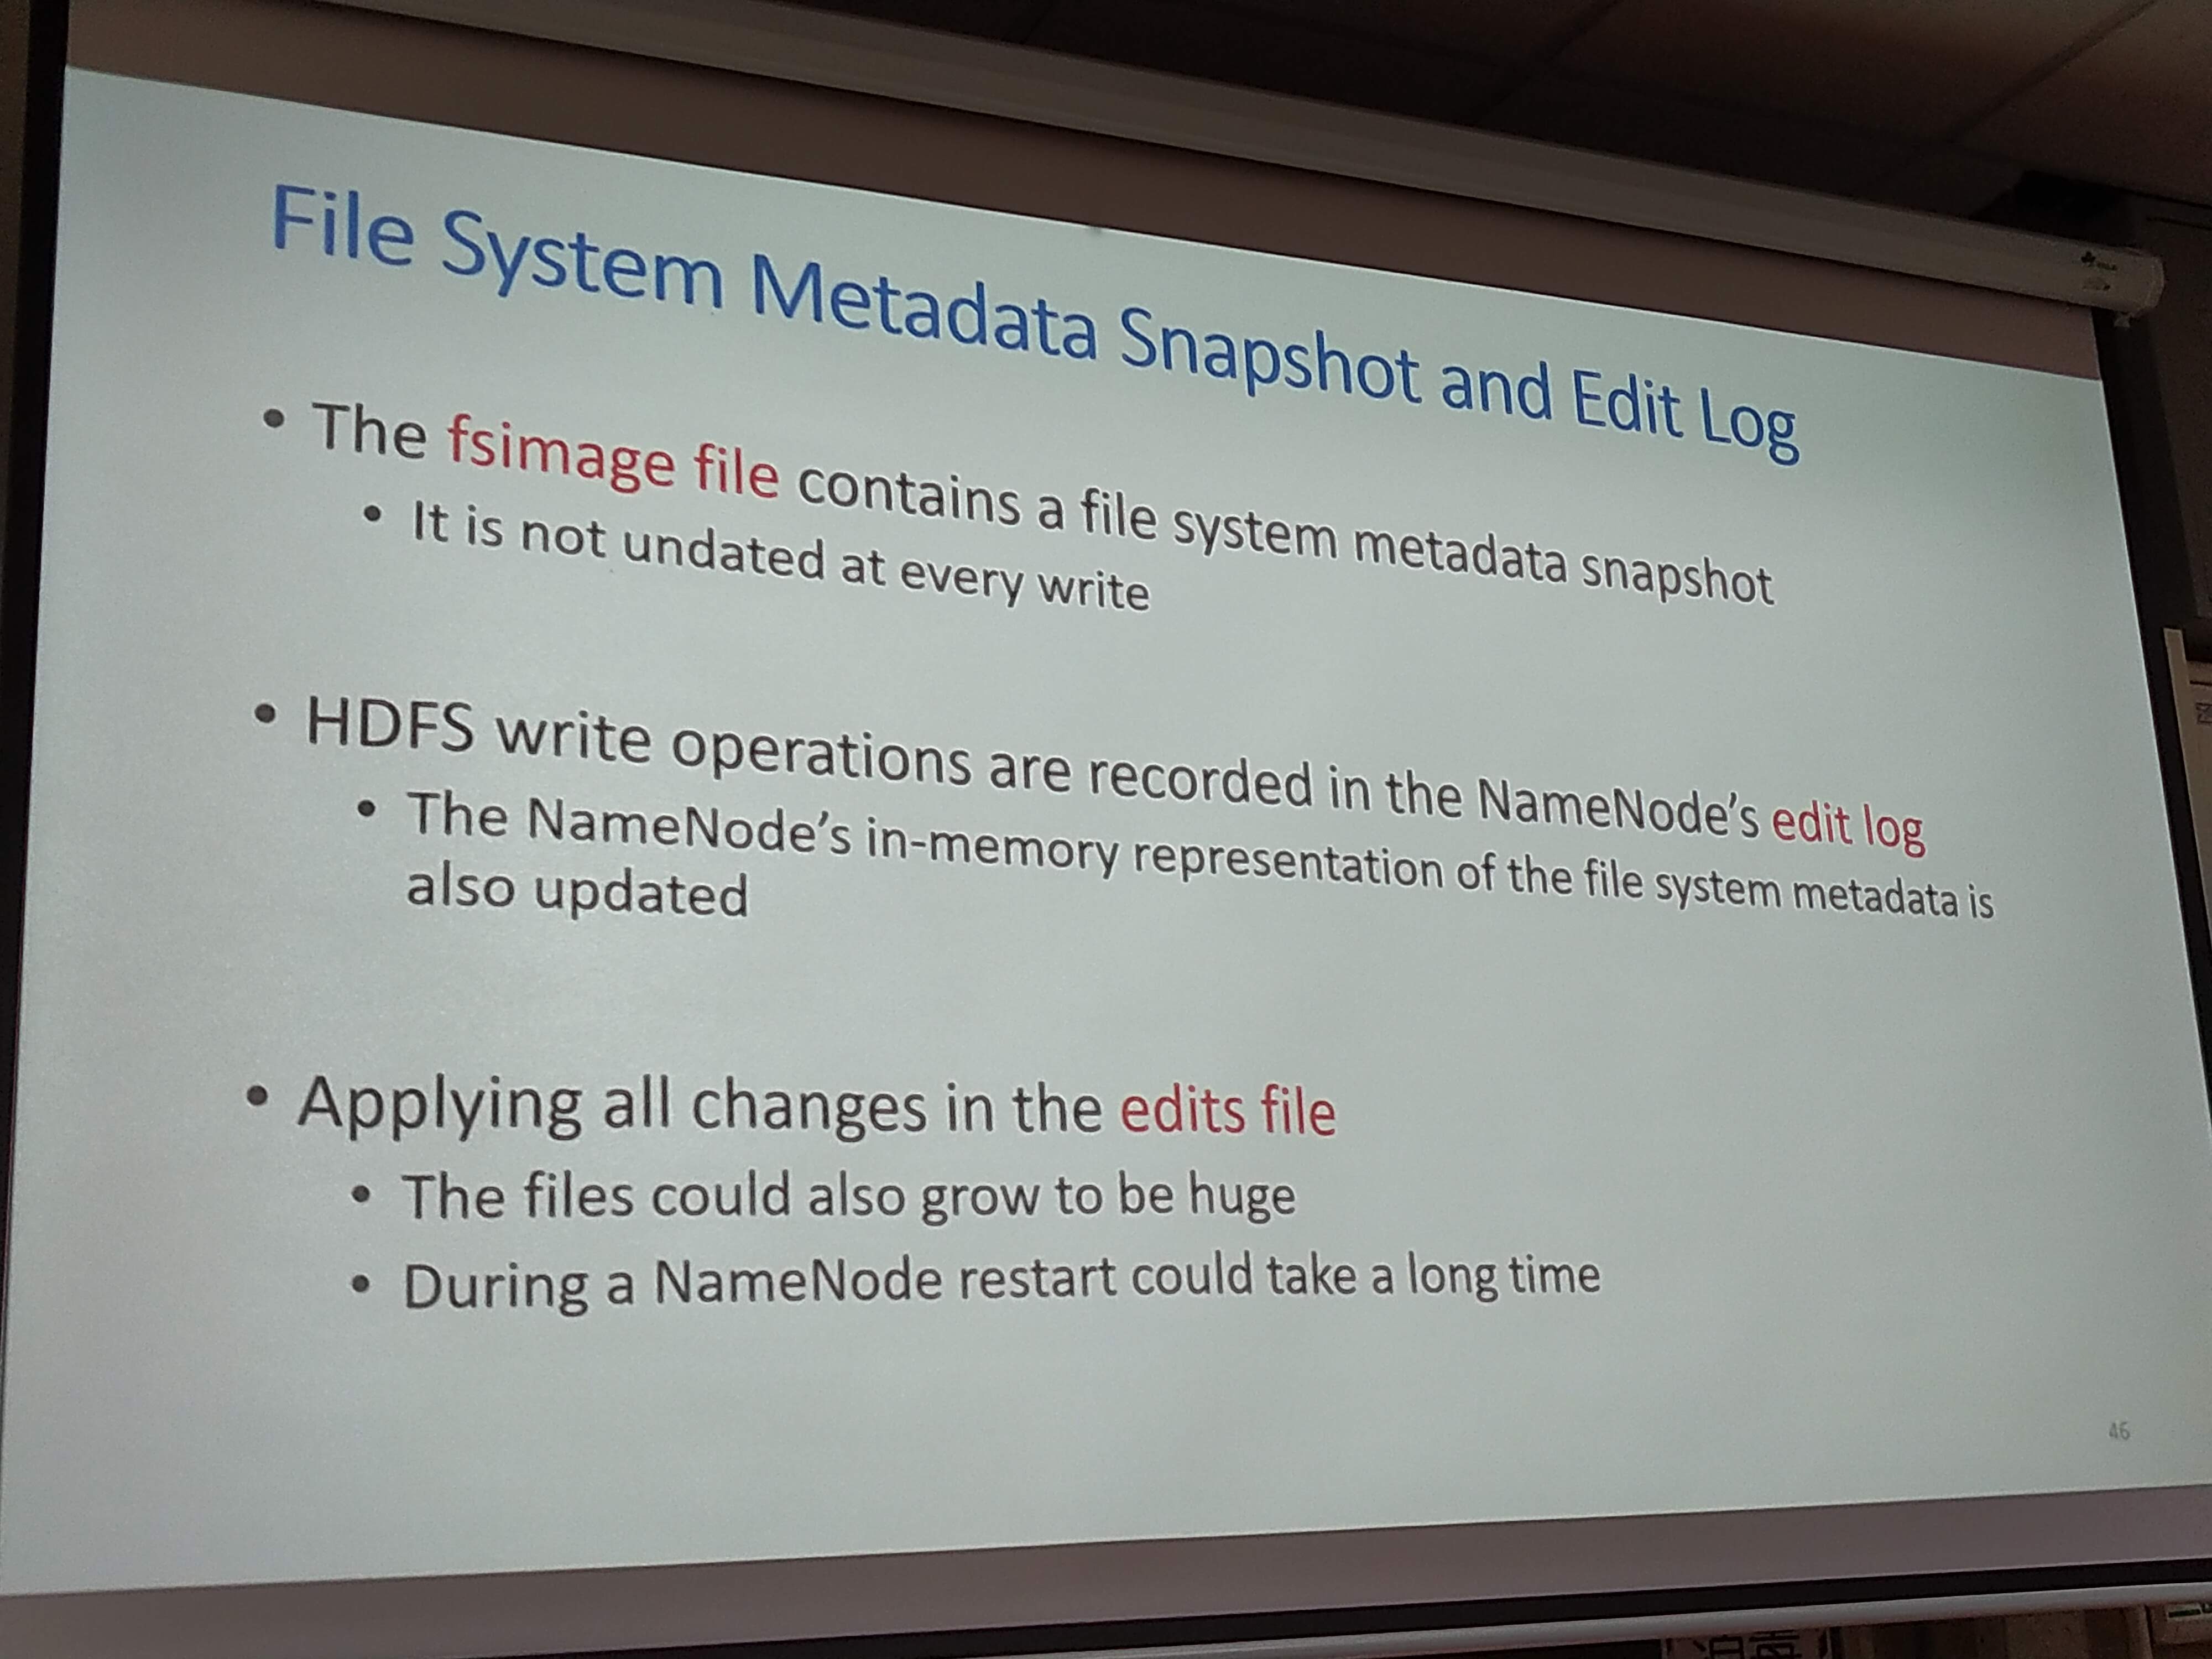 File System Metadata Snapshot and Edit Log
• The fsimage file contains a file system metadata snapshot
• It is not undated at every write
• HDFS write operations are recorded in the NameNode's edit log
• The NameNode's in-memory representation of the file system metadata is
also updated
• Applying all changes in the edits file
• The files could also grow to be huge
• During a NameNode restart could take a long time
46